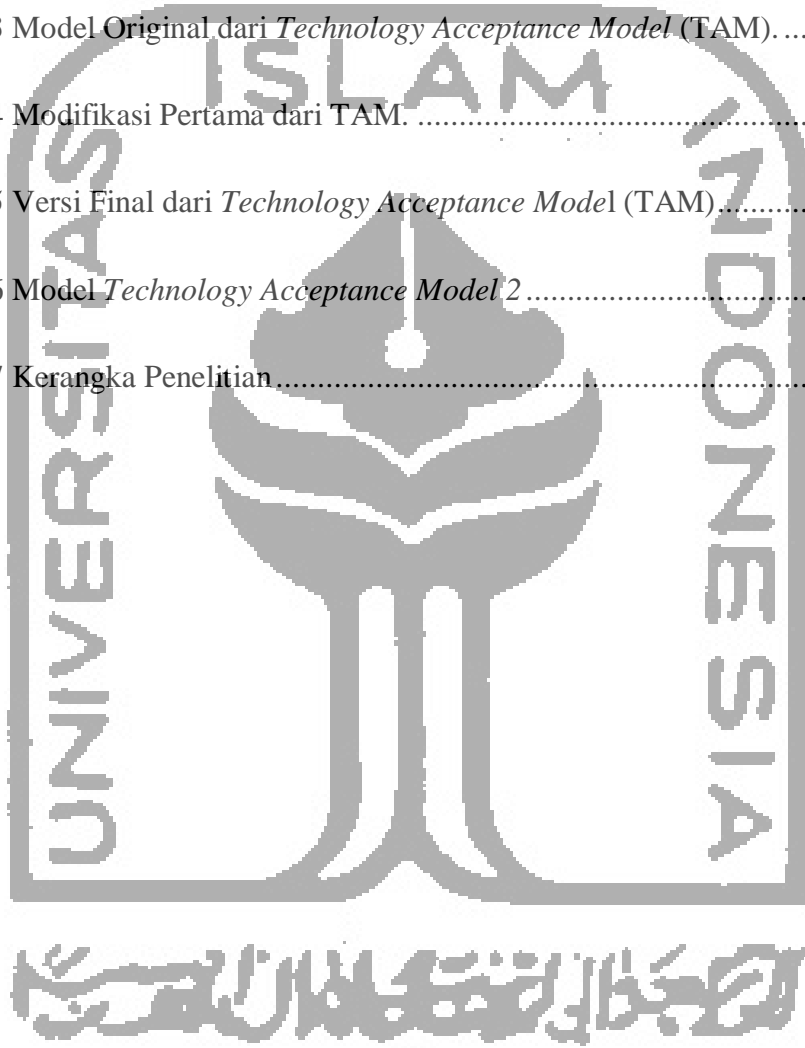 3 Model Original dari Technology Acceptance Model (TAM). ...
ISLAM
- Modifikasi Pertama dari TAM. ........................................
5 Versi Final dari Technology Acceptance Model (TAM)...........
6 Model Technology Acceptance Model 2 ...................................
7 Kerangka Penelitian....................................................................
UNIVERSITAS
INDONESIA